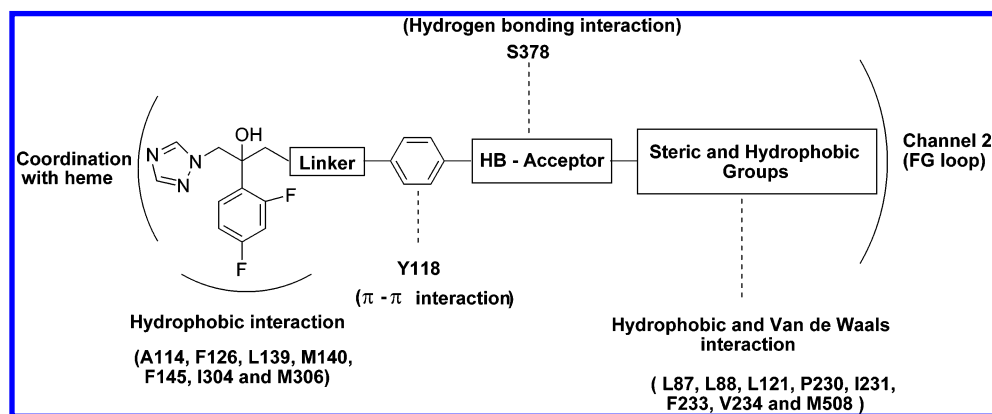 (Hydrogen bonding interaction)
S378
Coordination
with heme
N
N
N
OH
F
F
Linker
HB - Acceptor
Steric and Hydrophobic
Groups
Channel 2
(FG loop)
Y118
(π - π interaction)
Hydrophobic interaction
(A114, F126, L139, M140,
F145, I304 and M306)
Hydrophobic and Van de Waals
interaction
( L87, L88, L121, P230, I231,
F233, V234 and M508 )